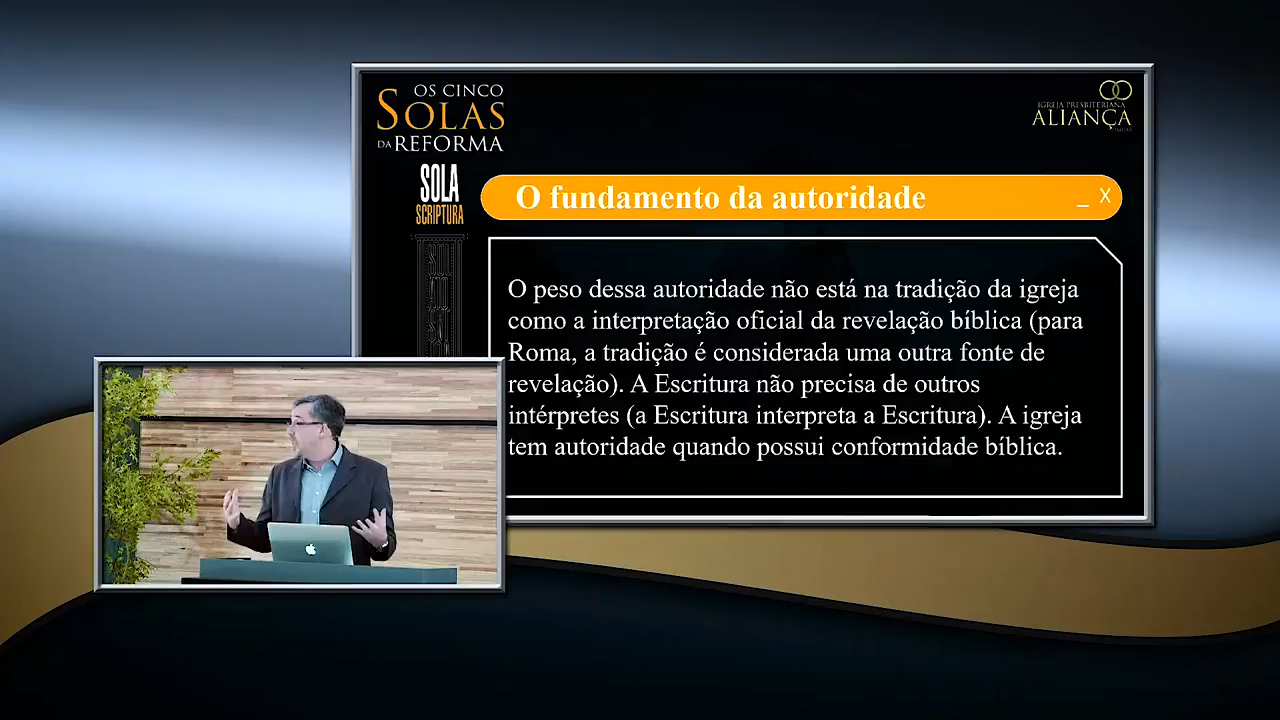 OS CINCO
SOLAS
DA REFORMA
IGREJA PRESBITERIANA
ALIANÇA
SOLA
SCRIPTURA
O fundamento da autoridade
_ X
O peso dessa autoridade não está na tradição da igreja
como a interpretação oficial da revelação bíblica (para
Roma, a tradição é considerada uma outra fonte de
revelação). A Escritura não precisa de outros
intérpretes (a Escritura interpreta a Escritura). A igreja
tem autoridade quando possui conformidade bíblica.